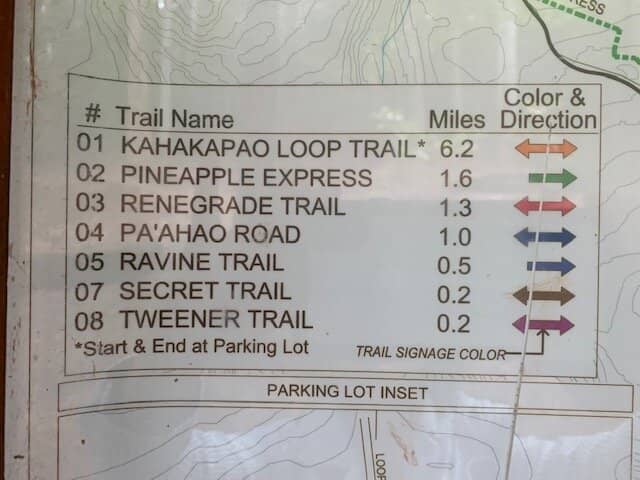 RESS
# Trail Name Miles Color & Direction
01 KAHAKAPAO LOOP TRAIL* 6.2
02 PINEAPPLE EXPRESS 1.6
03 RENEGRADE TRAIL 1.3
04 PA'AHAO ROAD 1.0
05 RAVINE TRAIL 0.5
07 SECRET TRAIL 0.2
08 TWEENER TRAIL 0.2
*Start & End at Parking Lot TRAIL SIGNAGE COLOR
PARKING LOT INSET
LOOP